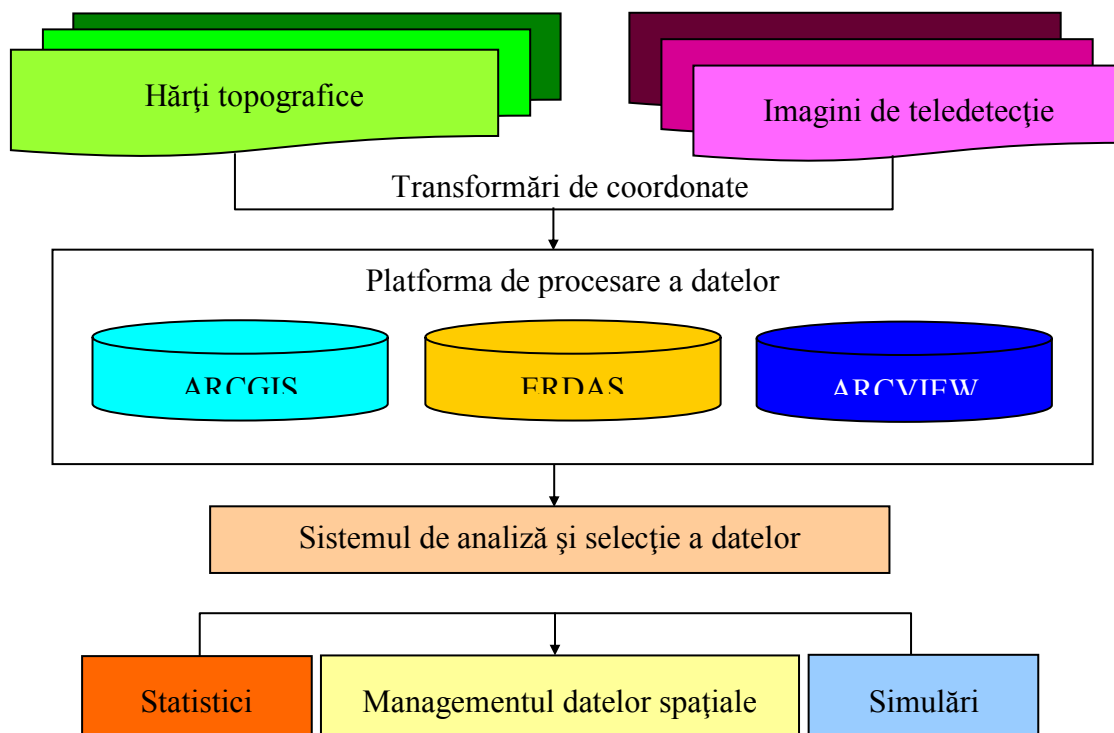 Hărţi topografice
Imagini de teledetecţie
Transformări de coordonate
Platforma de procesare a datelor
ARCGIS
ERDAS
ARCVIEW
Sistemul de analiză şi selecţie a datelor
Statistici
Managementul datelor spaţiale
Simulări